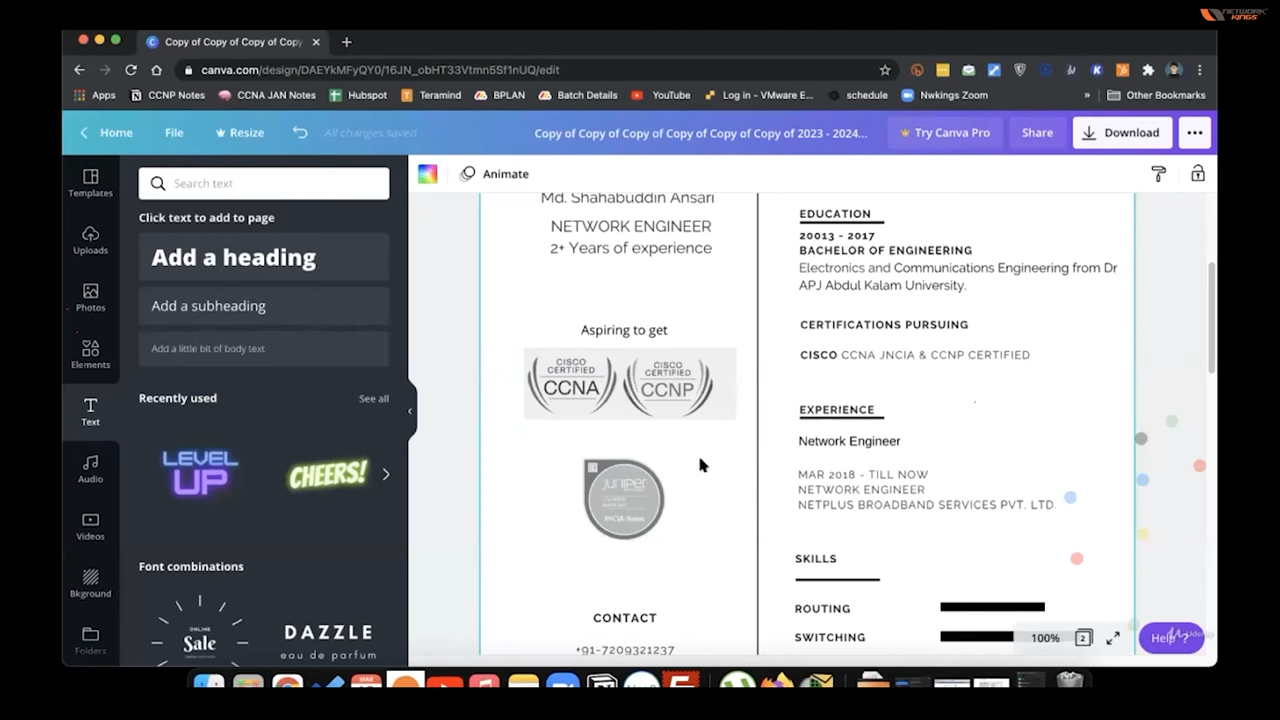 NETWORK KINGS
Copy of Copy of Copy of Copy
canva.com/design/DAEYkMFyQY0/16JN_obHT33Vtmn5Sf1nUQ/edit
Apps CCNP Notes CCNA JAN Notes Hubspot Teramind BPLAN Batch Details YouTube Log in - VMware E... schedule Nwkings Zoom » Other Bookmarks
Home File Resize All changes saved Copy of Copy of Copy of Copy of Copy of 2023 - 2024... Try Canva Pro Share Download
Templates
Uploads
Photos
Elements
Text
Audio
Videos
Bkground
Folders
Search text
Click text to add to page
Add a heading
Add a subheading
Add a little bit of body text
Recently used See all
LEVEL UP
CHEERS!
Font combinations
ONLINE
Sale
DAZZLE
eau de parfum
Animate
Md. Shahabuddin Ansari
NETWORK ENGINEER
2+ Years of experience
Aspiring to get
CISCO CERTIFIED CCNA
CISCO CERTIFIED CCNP
JUNIPER
JNCIA-Junos
CONTACT
+91-7209321237
EDUCATION
20013 - 2017
BACHELOR OF ENGINEERING
Electronics and Communications Engineering from Dr
APJ Abdul Kalam University.
CERTIFICATIONS PURSUING
CISCO CCNA JNCIA & CCNP CERTIFIED
EXPERIENCE
Network Engineer
MAR 2018 - TILL NOW
NETWORK ENGINEER
NETPLUS BROADBAND SERVICES PVT. LTD.
SKILLS
ROUTING
SWITCHING
100% 2
Help ?
Udemy